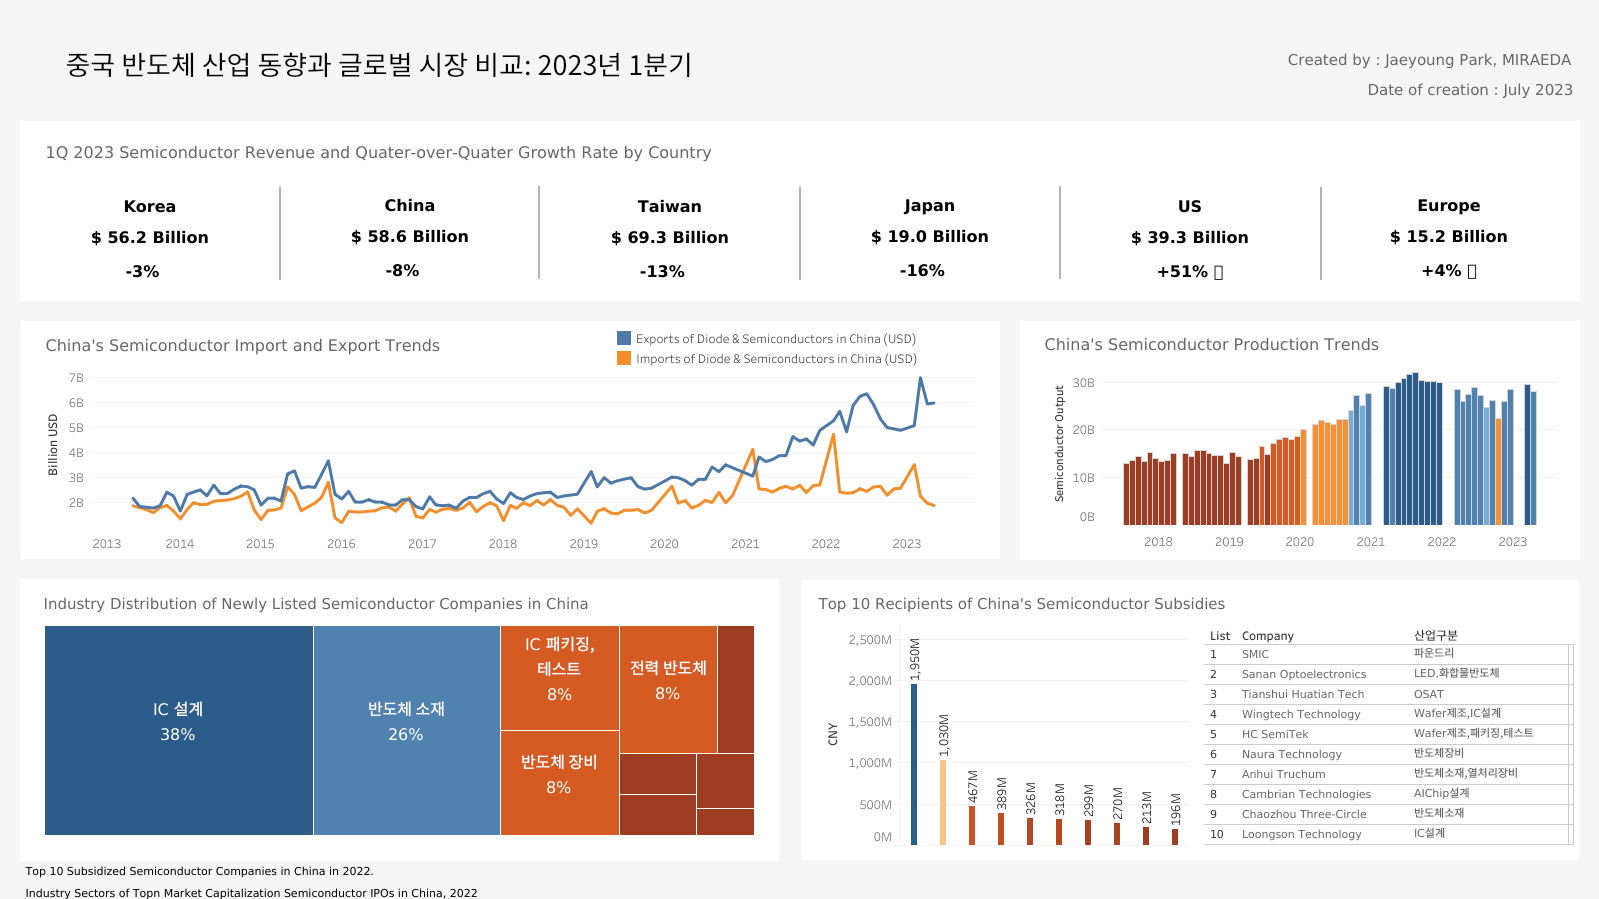 중국 반도체 산업 동향과 글로벌 시장 비교: 2023년 1분기
Created by : Jaeyoung Park, MIRAEDA
Date of creation : July 2023
1Q 2023 Semiconductor Revenue and Quater-over-Quater Growth Rate by Country
Korea
$ 56.2 Billion
-3%
China
$ 58.6 Billion
-8%
Taiwan
$ 69.3 Billion
-13%
Japan
$ 19.0 Billion
-16%
US
$ 39.3 Billion
+51%
Europe
$ 15.2 Billion
+4%
China's Semiconductor Import and Export Trends
Exports of Diode & Semiconductors in China (USD)
Imports of Diode & Semiconductors in China (USD)
Billion USD
7B
6B
5B
4B
3B
2B
2013 2014 2015 2016 2017 2018 2019 2020 2021 2022 2023
China's Semiconductor Production Trends
Semiconductor Output
30B
20B
10B
0B
2018 2019 2020 2021 2022 2023
Industry Distribution of Newly Listed Semiconductor Companies in China
IC 설계
38%
반도체 소재
26%
IC 패키징,
테스트
8%
반도체 장비
8%
전력 반도체
8%
Top 10 Recipients of China's Semiconductor Subsidies
CNY
2,500M
2,000M
1,500M
1,000M
500M
0M
1,950M
1,030M
467M
389M
326M
318M
299M
270M
213M
196M
List Company 산업구분
1 SMIC 파운드리
2 Sanan Optoelectronics LED,화합물반도체
3 Tianshui Huatian Tech OSAT
4 Wingtech Technology Wafer제조,IC설계
5 HC SemiTek Wafer제조,패키징,테스트
6 Naura Technology 반도체장비
7 Anhui Truchum 반도체소재,열처리장비
8 Cambrian Technologies AIChip설계
9 Chaozhou Three-Circle 반도체소재
10 Loongson Technology IC설계
Top 10 Subsidized Semiconductor Companies in China in 2022.
Industry Sectors of Topn Market Capitalization Semiconductor IPOs in China, 2022